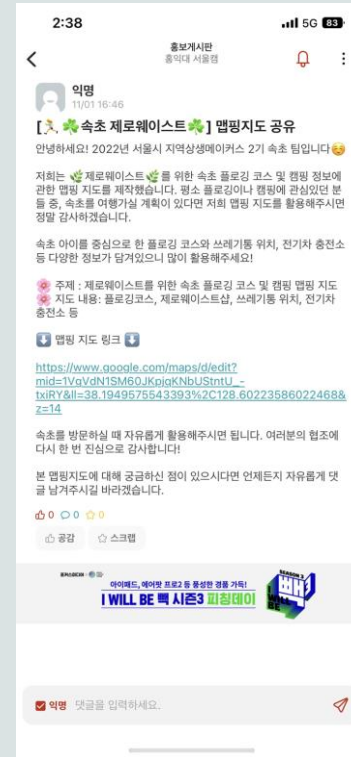 2:38
5G 83
홍보게시판
홍익대 서울캠
익명
11/01 16:46
[🏃 ☘️속초 제로웨이스트☘️] 맵핑지도 공유
안녕하세요! 2022년 서울시 지역상생메이커스 2기 속초 팀입니다😌
저희는 🌿제로웨이스트🌿를 위한 속초 플로깅 코스 및 캠핑 정보에
관한 맵핑 지도를 제작했습니다. 평소 플로깅이나 캠핑에 관심있던 분
들 중, 속초를 여행가실 계획이 있다면 저희 맵핑 지도를 활용해주시면
정말 감사하겠습니다.
속초 아이를 중심으로 한 플로깅 코스와 쓰레기통 위치, 전기차 충전소
등 다양한 정보가 담겨있으니 많이 활용해주세요!
🌸 주제 : 제로웨이스트를 위한 속초 플로깅 코스 및 캠핑 맵핑 지도
🌸 지도 내용: 플로깅코스, 제로웨이스트샵, 쓰레기통 위치, 전기차
충전소 등
⬇️ 맵핑 지도 링크 ⬇️
https://www.google.com/maps/d/edit?
mid=1VqVdN1SM60JKpjqKNbUStntU_-
txiRY&ll=38.1949575544393%2C128.60223586022468&
z=14
속초를 방문하실 때 자유롭게 활용해주시면 됩니다. 여러분의 협조에
다시 한 번 진심으로 감사합니다!
본 맵핑지도에 대해 궁금하신 점이 있으시다면 언제든지 자유롭게 댓
글 남겨주시길 바라겠습니다.
0 0 0
공감 스크랩
아이패드, 에어팟 프로2 등 풍성한 경품 가득!
I WILL BE 빽 시즌3 피칭데이
SEASON 3
빽
I WILL BE
익명 댓글을 입력하세요.